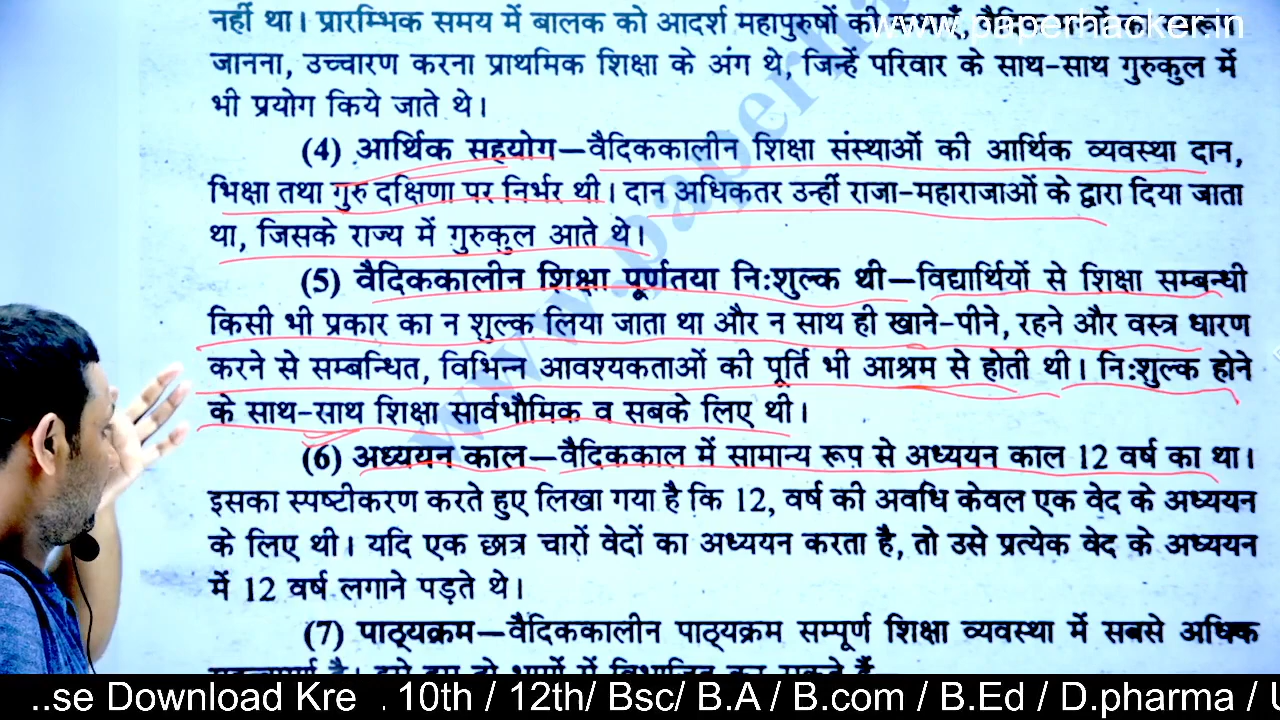 नहीं था। प्रारम्भिक समय में बालक को आदर्श महापुरुषों की
www.paperhacker.in
जानना, उच्चारण करना प्राथमिक शिक्षा के अंग थे, जिन्हें परिवार के साथ-साथ गुरुकुल में
भी प्रयोग किये जाते थे।
(4) आर्थिक सहयोग—वैदिककालीन शिक्षा संस्थाओं की आर्थिक व्यवस्था दान,
भिक्षा तथा गुरु दक्षिणा पर निर्भर थी। दान अधिकतर उन्हीं राजा-महाराजाओं के द्वारा दिया जाता
था, जिसके राज्य में गुरुकुल आते थे।
(5) वैदिककालीन शिक्षा पूर्णतया नि:शुल्क थी—विद्यार्थियों से शिक्षा सम्बन्धी
किसी भी प्रकार का न शुल्क लिया जाता था और न साथ ही खाने-पीने, रहने और वस्त्र धारण
करने से सम्बन्धित, विभिन्न आवश्यकताओं की पूर्ति भी आश्रम से होती थी। नि:शुल्क होने
के साथ-साथ शिक्षा सार्वभौमिक व सबके लिए थी।
(6) अध्ययन काल—वैदिककाल में सामान्य रूप से अध्ययन काल 12 वर्ष का था।
इसका स्पष्टीकरण करते हुए लिखा गया है कि 12, वर्ष की अवधि केवल एक वेद के अध्ययन
के लिए थी। यदि एक छात्र चारों वेदों का अध्ययन करता है, तो उसे प्रत्येक वेद के अध्ययन
में 12 वर्ष लगाने पड़ते थे।
(7) पाठ्यक्रम—वैदिककालीन पाठ्यक्रम सम्पूर्ण शिक्षा व्यवस्था में सबसे अधिक
..se Download Kre . 10th / 12th/ Bsc/ B.A / B.com / B.Ed / D.pharma / U